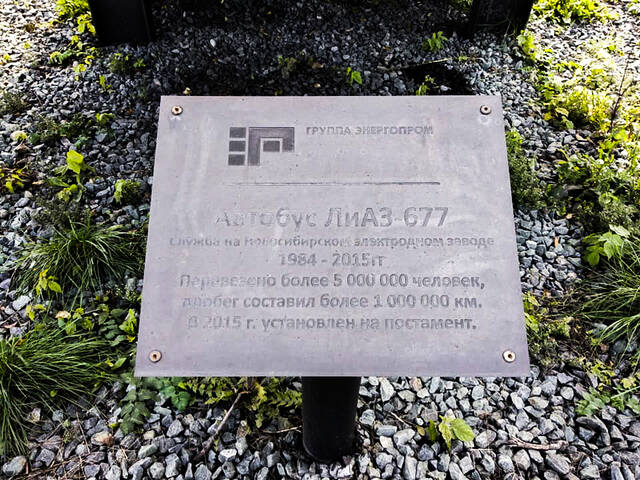 ГРУППА ЭНЕРГОПРОМ
Автобус ЛиАЗ-677
служба на Новосибирском электродном заводе
1984 - 2015гг
Перевезено более 5 000 000 человек,
пробег составил более 1 000 000 км.
В 2015 г. установлен на постамент.